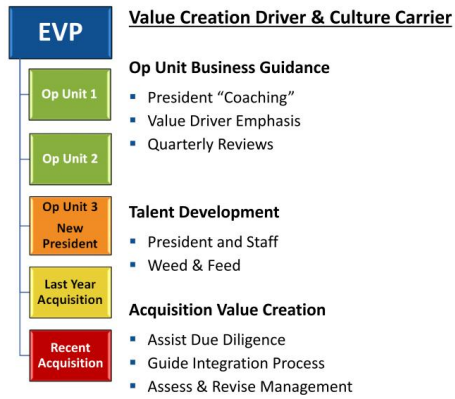 EVP
Value Creation Driver & Culture Carrier
Op Unit 1
Op Unit 2
Op Unit 3
New
President
Last Year
Acquisition
Recent
Acquisition
Op Unit Business Guidance
▪ President “Coaching”
▪ Value Driver Emphasis
▪ Quarterly Reviews
Talent Development
▪ President and Staff
▪ Weed & Feed
Acquisition Value Creation
▪ Assist Due Diligence
▪ Guide Integration Process
▪ Assess & Revise Management